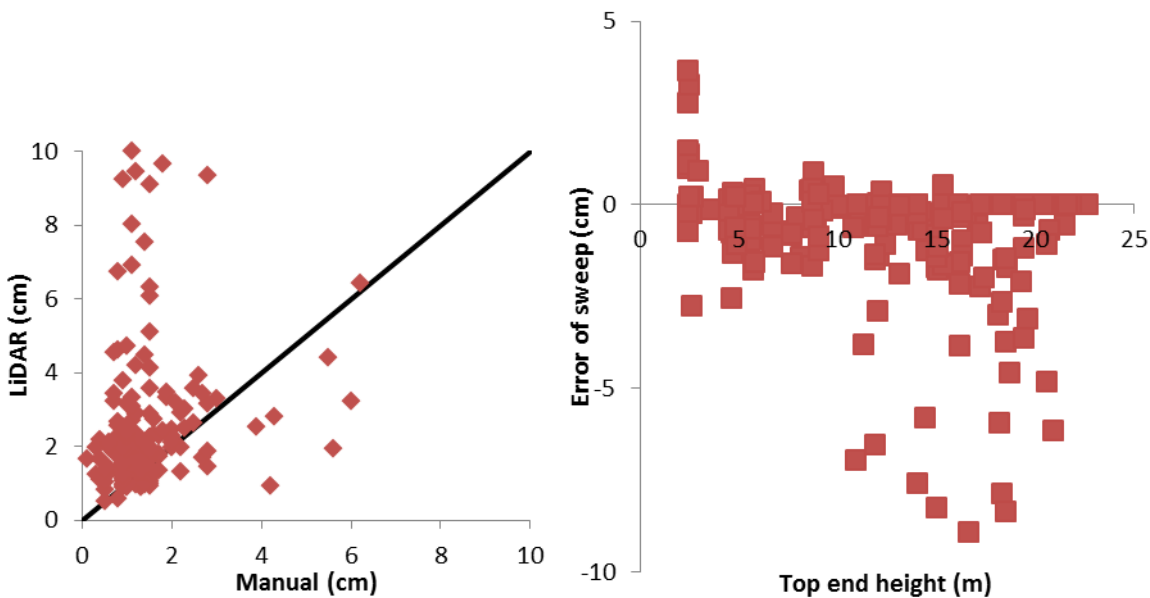 10
8
6
4
2
0
LiDAR (cm)
0 2 4 6 8 10
Manual (cm)
5
0
-5
-10
Error of sweep (cm)
0 5 10 15 20 25
Top end height (m)